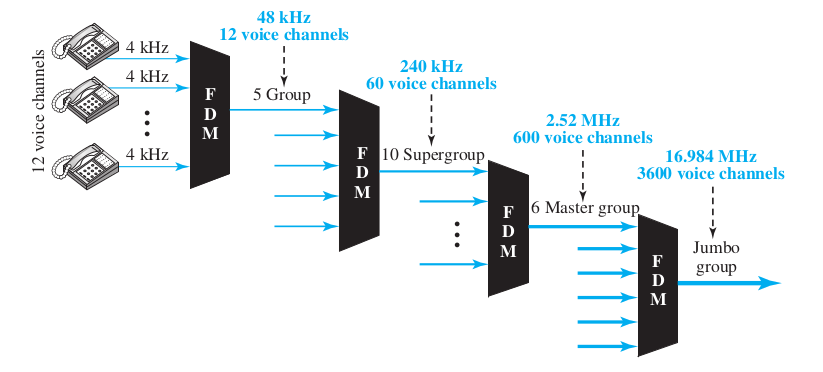 12 voice channels
4 kHz
4 kHz
4 kHz
F
D
M
48 kHz
12 voice channels
5 Group
F
D
M
240 kHz
60 voice channels
10 Supergroup
F
D
M
2.52 MHz
600 voice channels
6 Master group
F
D
M
16.984 MHz
3600 voice channels
Jumbo
group